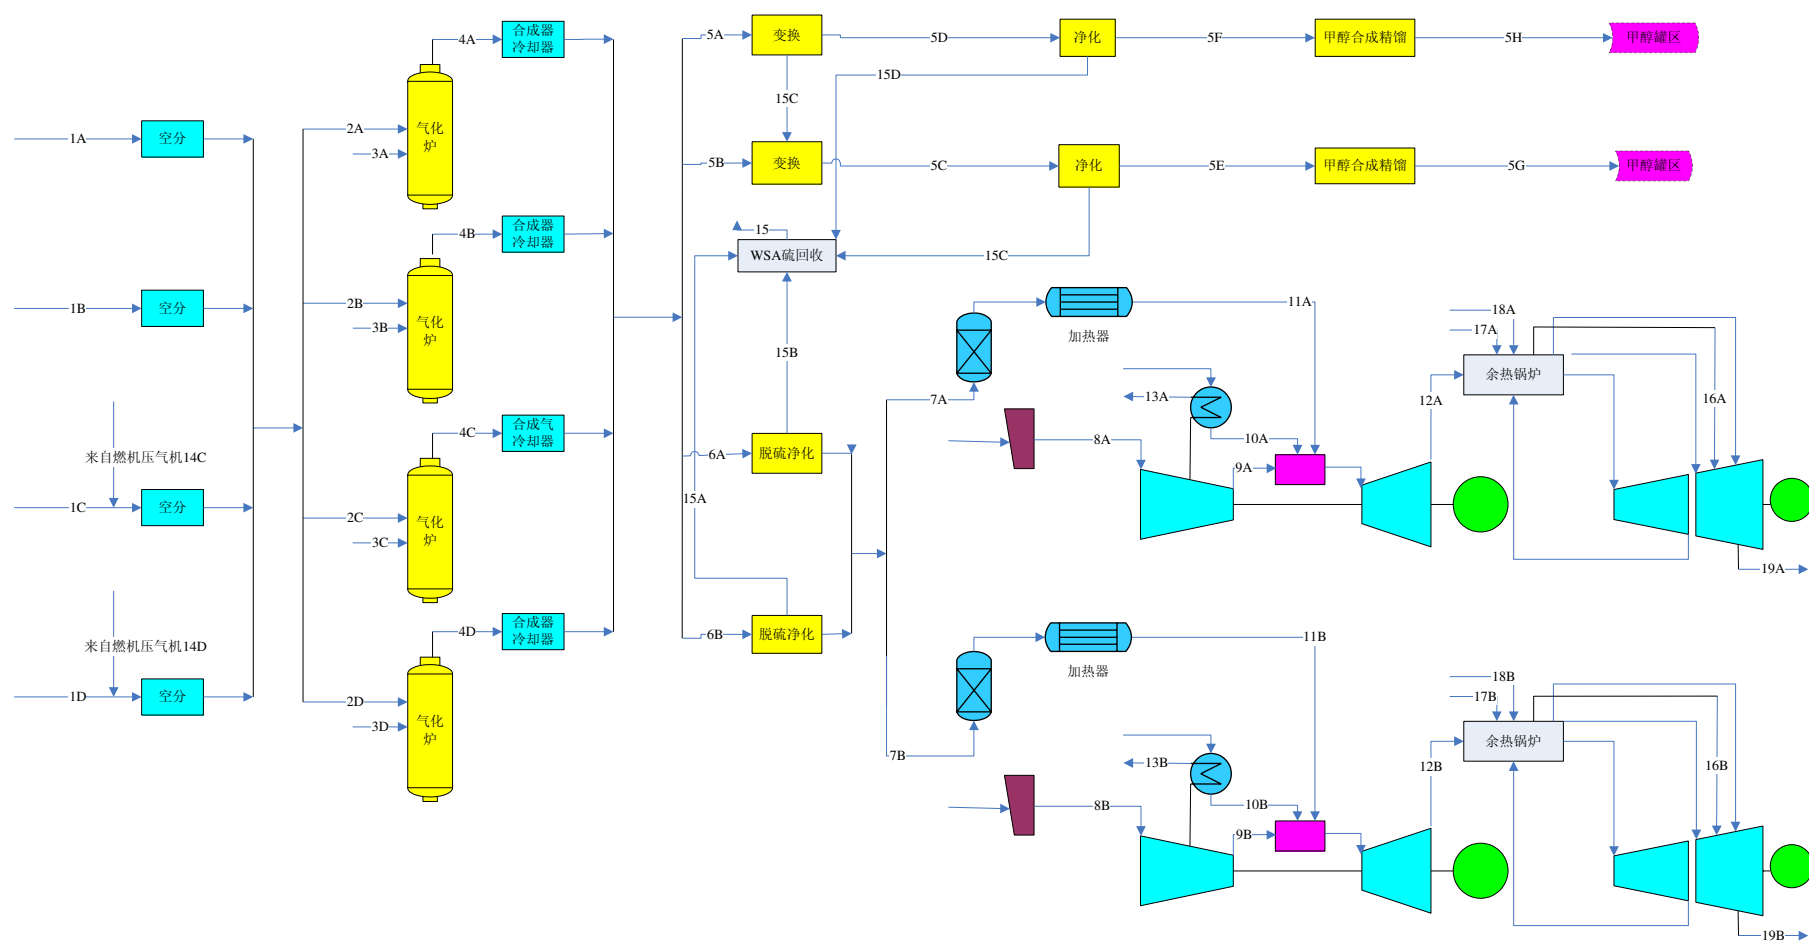 4A
合成器
冷却器
5A
变换
5D
净化
5F
甲醇合成精馏
5H
甲醇罐区
15D
15C
1A
空分
2A
气化
炉
3A
5B
变换
5C
净化
5E
甲醇合成精馏
5G
甲醇罐区
4B
合成器
冷却器
15
WSA硫回收
15C
1B
空分
2B
气化
炉
3B
15B
加热器
11A
18A
17A
余热锅炉
7A
13A
12A
16A
来自燃机压气机14C
4C
合成气
冷却器
6A
脱硫净化
8A
10A
9A
15A
1C
空分
2C
气化
炉
3C
19A
来自燃机压气机14D
4D
合成器
冷却器
6B
脱硫净化
11B
加热器
1D
空分
2D
气化
炉
3D
18B
17B
余热锅炉
7B
13B
12B
16B
8B
10B
9B
19B